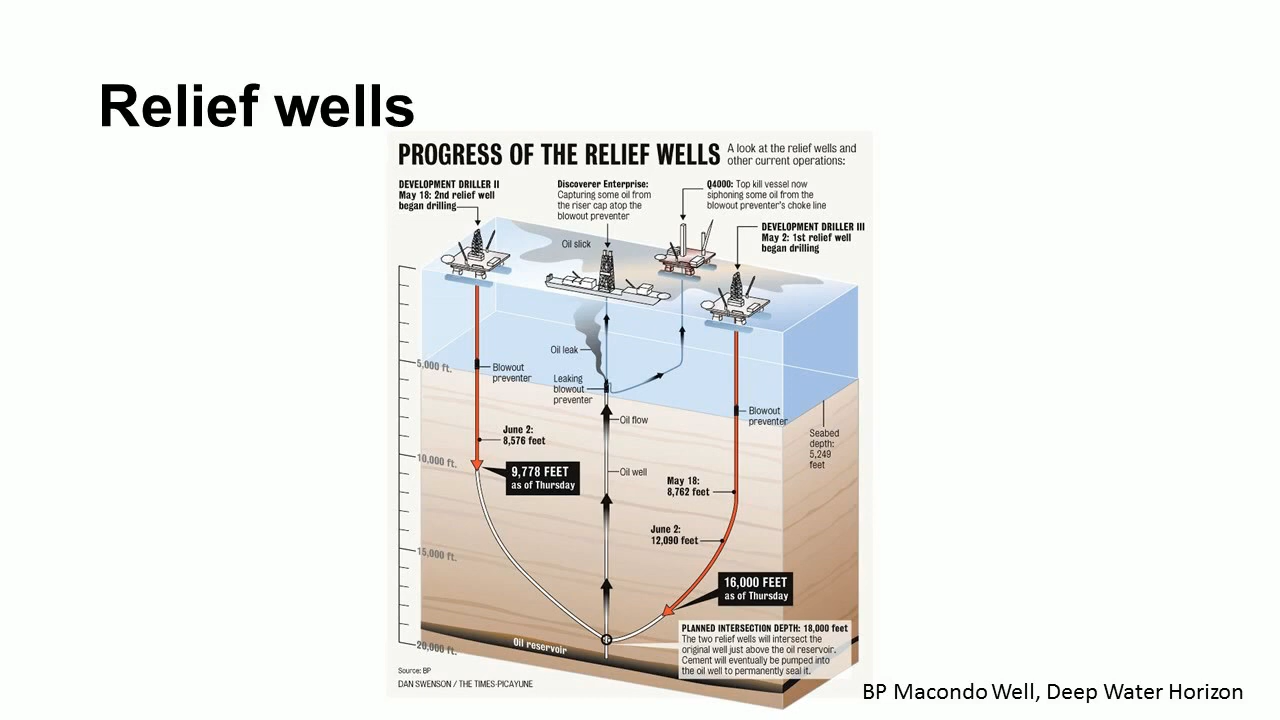 Relief wells
PROGRESS OF THE RELIEF WELLS
A look at the relief wells and
other current operations:
DEVELOPMENT DRILLER II
May 18: 2nd relief well
began drilling
Discoverer Enterprise:
Capturing some oil from
the riser cap atop the
blowout preventer
Q4000: Top kill vessel now
siphoning some oil from the
blowout preventer's choke line
DEVELOPMENT DRILLER III
May 2: 1st relief well
began drilling
Oil slick
Oil leak
5,000 ft.
Blowout
preventer
Leaking
blowout
preventer
Blowout
preventer
Oil flow
June 2:
8,576 feet
Seabed
depth:
5,249
feet
10,000 ft.
9,778 FEET
as of Thursday
Oil well
May 18:
8,762 feet
June 2:
12,090 feet
15,000 ft.
16,000 FEET
as of Thursday
PLANNED INTERSECTION DEPTH: 18,000 feet
The two relief wells will intersect the
original well just above the oil reservoir.
Cement will eventually be pumped into
the oil well to permanently seal it.
Oil reservoir
20,000 ft.
Source: BP
DAN SWENSON / THE TIMES-PICAYUNE
BP Macondo Well, Deep Water Horizon